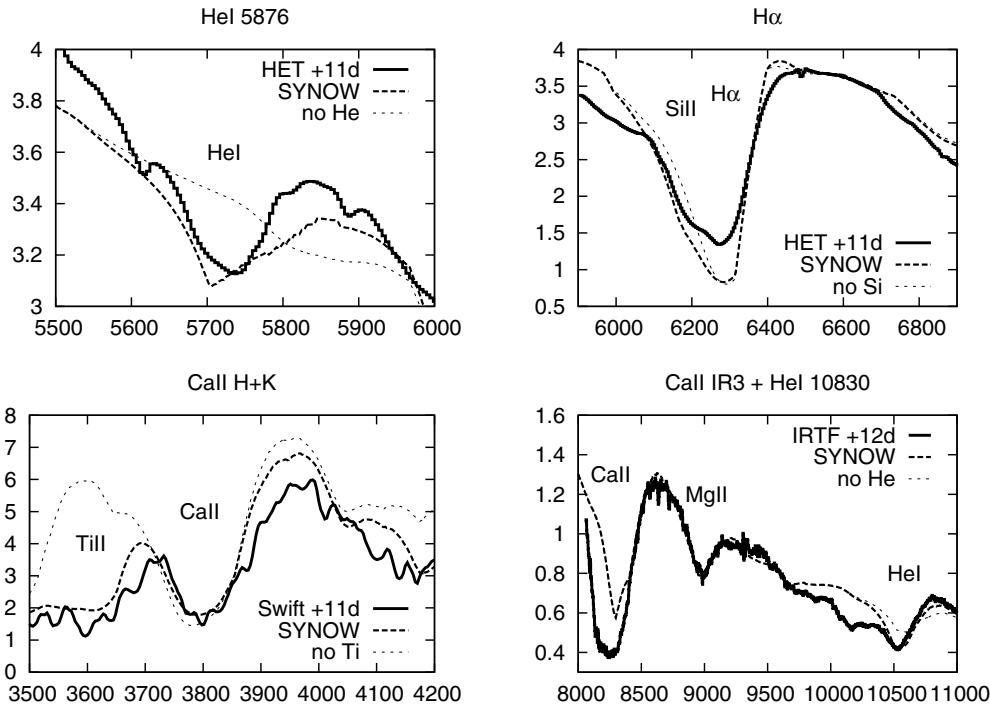 HeI 5876
4
3.8
3.6
3.4
3.2
3
5500 5600 5700 5800 5900 6000
HET +11d
SYNOW
no He
HeI
Hα
4
3.5
3
2.5
2
1.5
1
0.5
6000 6200 6400 6600 6800
SiII
Hα
HET +11d
SYNOW
no Si
CaII H+K
8
7
6
5
4
3
2
1
0
3500 3600 3700 3800 3900 4000 4100 4200
TiII
CaII
Swift +11d
SYNOW
no Ti
CaII IR3 + HeI 10830
1.6
1.4
1.2
1
0.8
0.6
0.4
8000 8500 9000 9500 10000 10500 11000
IRTF +12d
SYNOW
no He
CaII
MgII
HeI